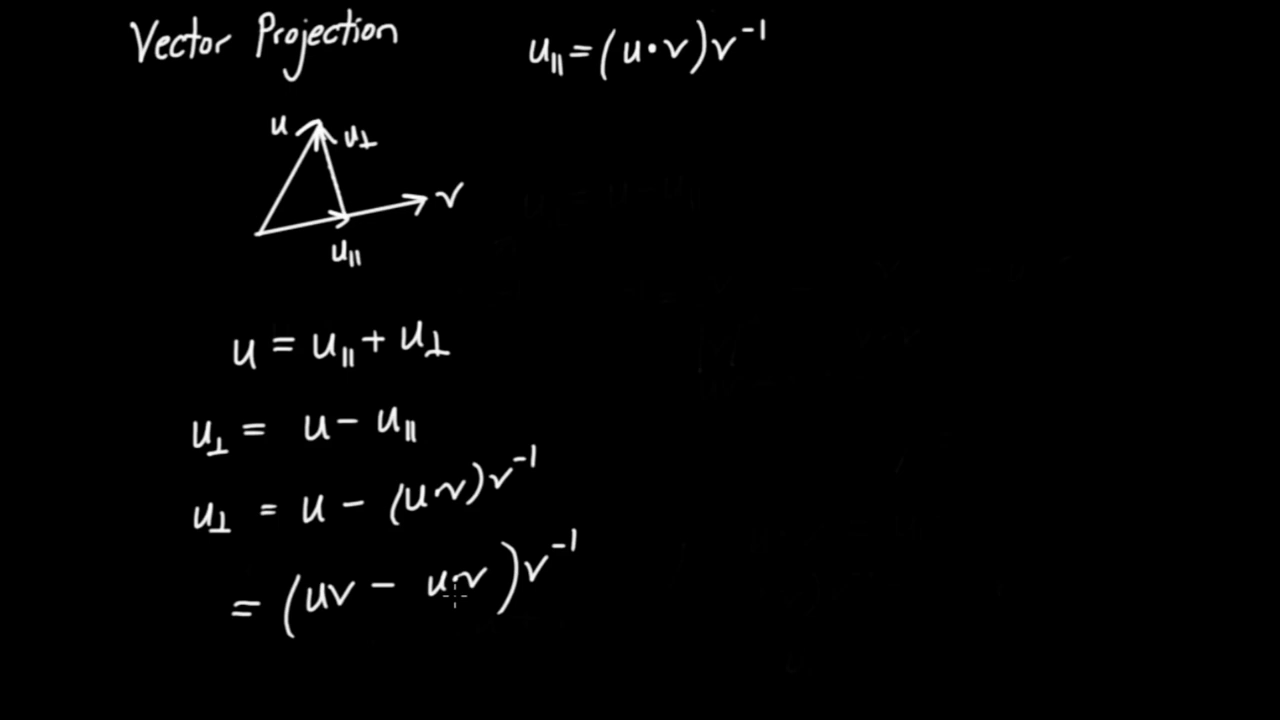 Vector Projection
u∥ = (u·v)v⁻¹
u
u⊥
v
u∥
u = u∥ + u⊥
u⊥ = u − u∥
u⊥ = u − (u·v)v⁻¹
= (uv − u·v)v⁻¹